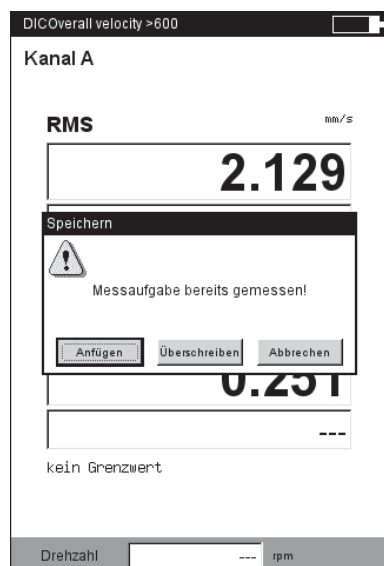 DICOverall velocity >600
Kanal A
RMS mm/s
2.129
Speichern
Messaufgabe bereits gemessen!
Anfügen Überschreiben Abbrechen
0.251
---
kein Grenzwert
Drehzahl --- rpm